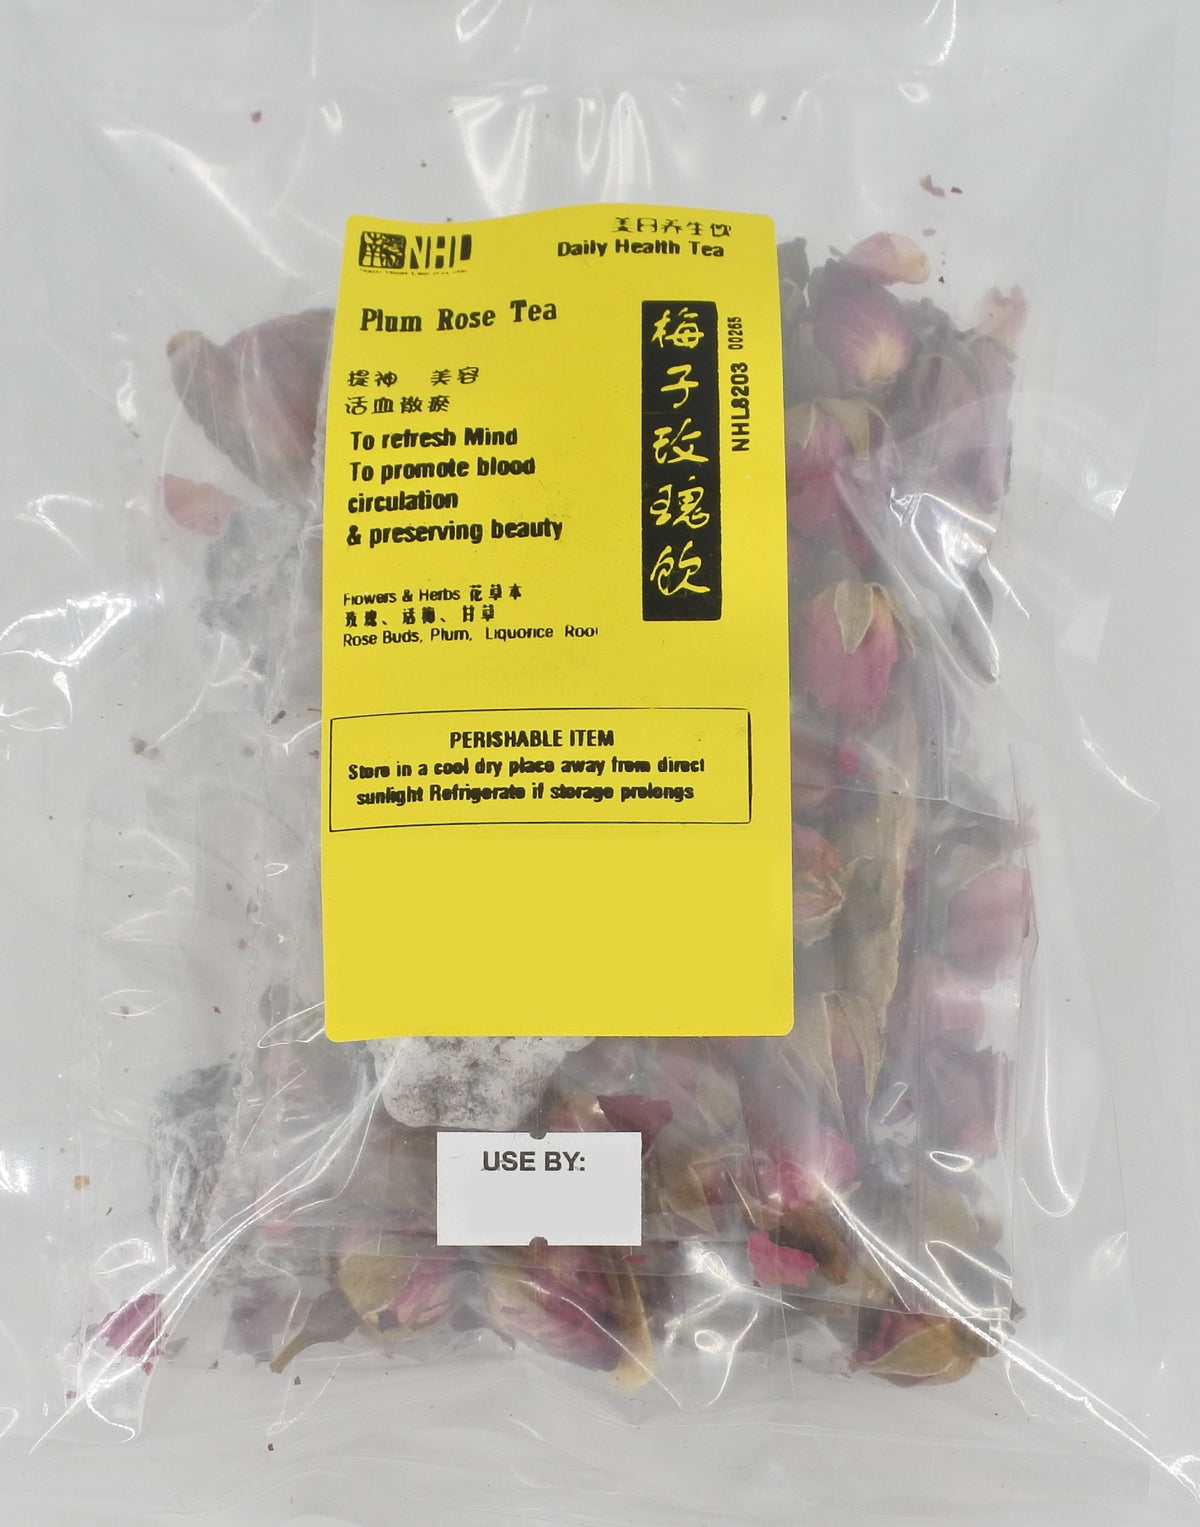 NHL
美日养生饮
Daily Health Tea
Plum Rose Tea
梅子玫瑰飲
NHL8203 00265
提神 美容
活血散瘀
To refresh Mind
To promote blood
circulation
& preserving beauty
Flowers & Herbs 花草本
玫瑰、话梅、甘草
Rose Buds, Plum, Liquorice Root
PERISHABLE ITEM
Store in a cool dry place away from direct
sunlight Refrigerate if storage prolongs
USE BY: